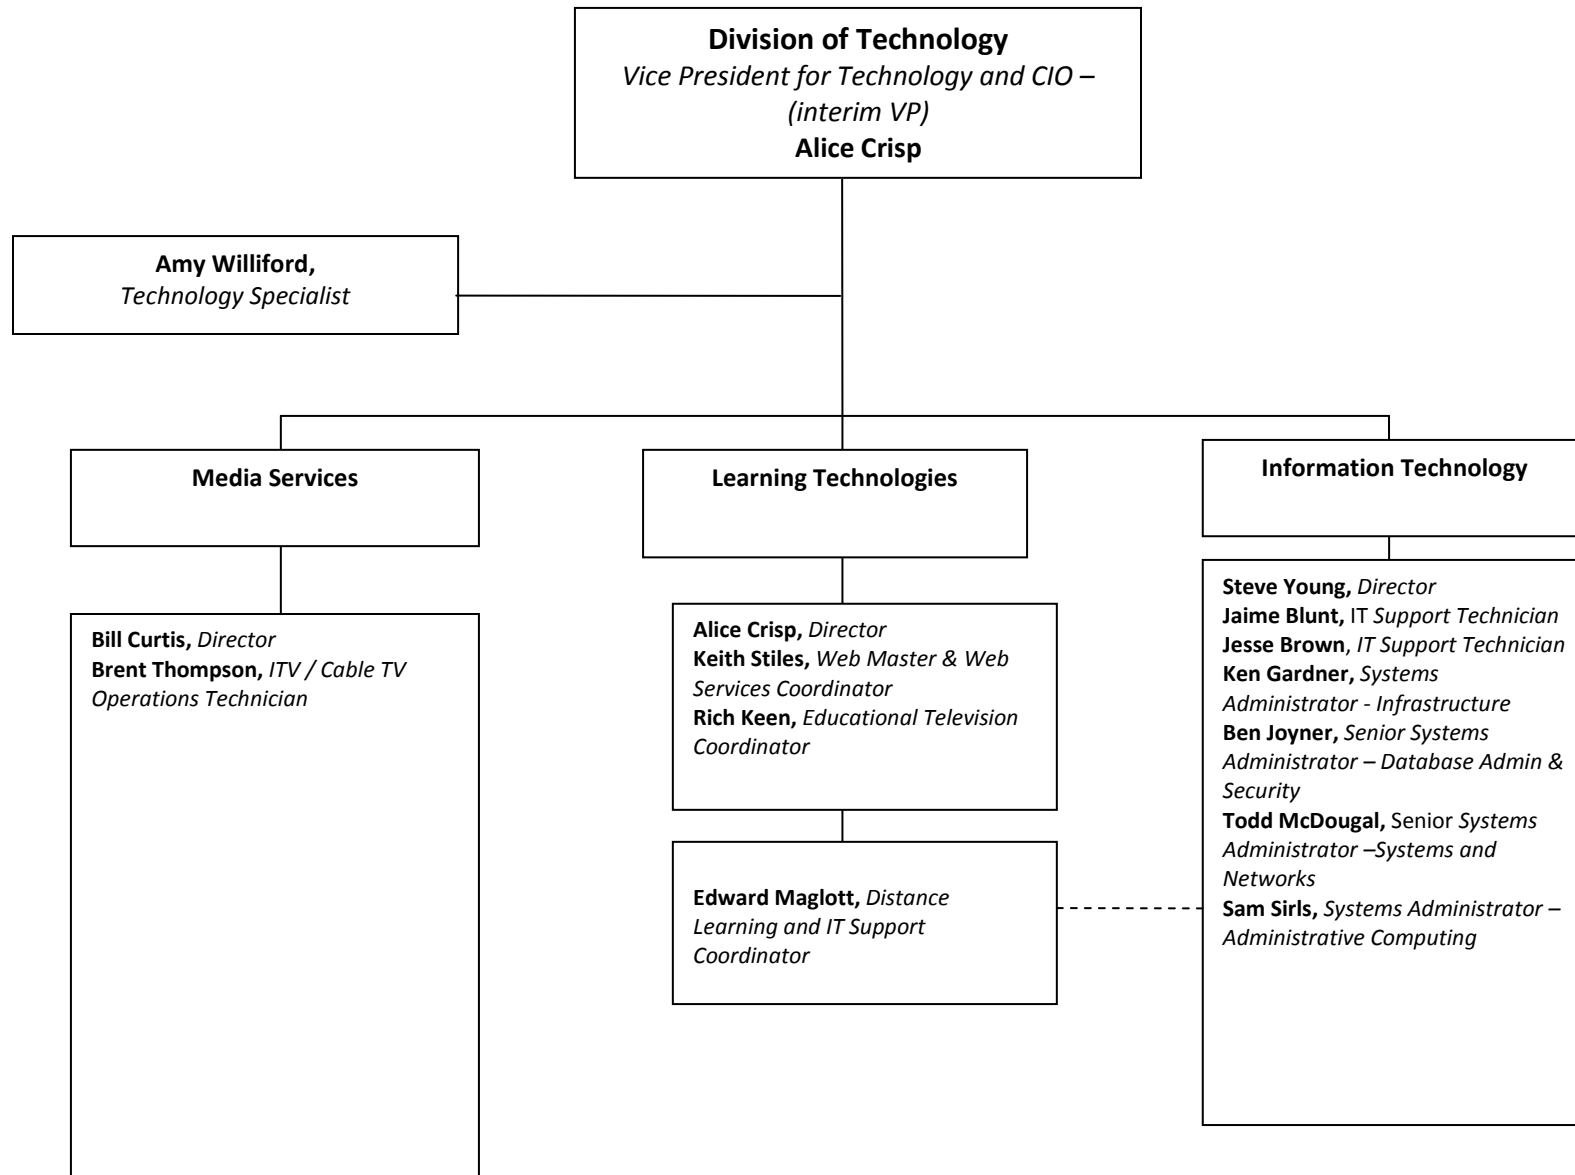 Division of Technology
Vice President for Technology and CIO –
(interim VP)
Alice Crisp
Amy Williford,
Technology Specialist
Media Services
Learning Technologies
Information Technology
Bill Curtis, Director
Brent Thompson, ITV / Cable TV
Operations Technician
Alice Crisp, Director
Keith Stiles, Web Master & Web
Services Coordinator
Rich Keen, Educational Television
Coordinator
Edward Maglott, Distance
Learning and IT Support
Coordinator
Steve Young, Director
Jaime Blunt, IT Support Technician
Jesse Brown, IT Support Technician
Ken Gardner, Systems
Administrator - Infrastructure
Ben Joyner, Senior Systems
Administrator – Database Admin &
Security
Todd McDougal, Senior Systems
Administrator –Systems and
Networks
Sam Sirls, Systems Administrator –
Administrative Computing